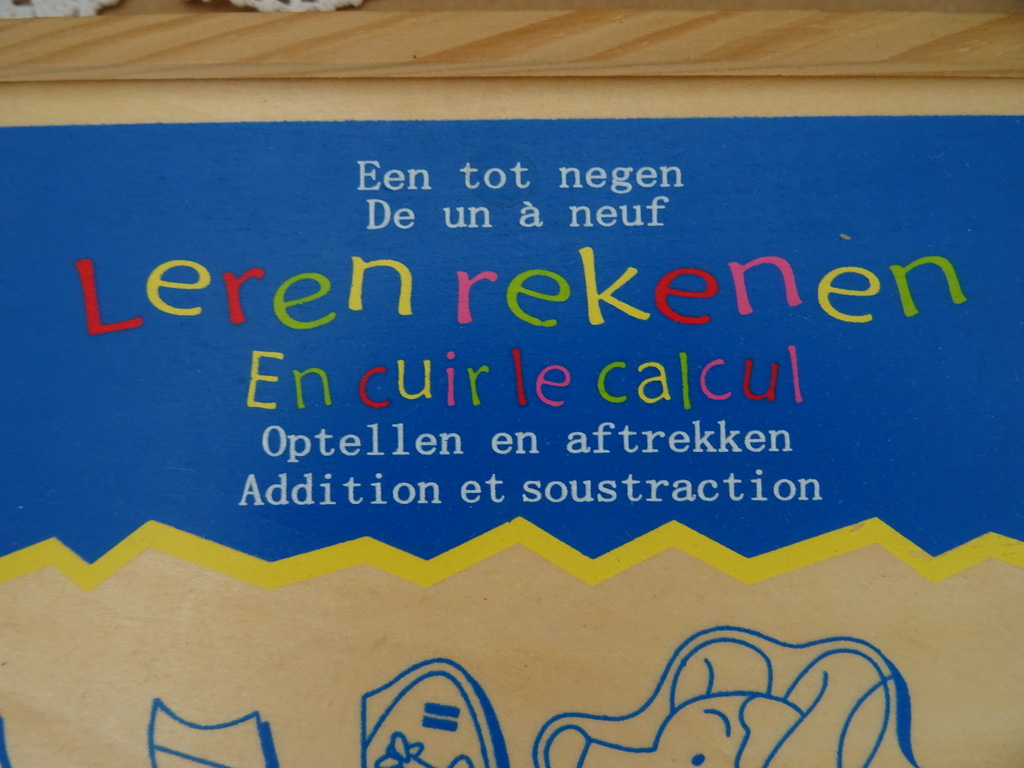 Een tot negen
De un à neuf
Leren rekenen
En cuir le calcul
Optellen en aftrekken
Addition et soustraction